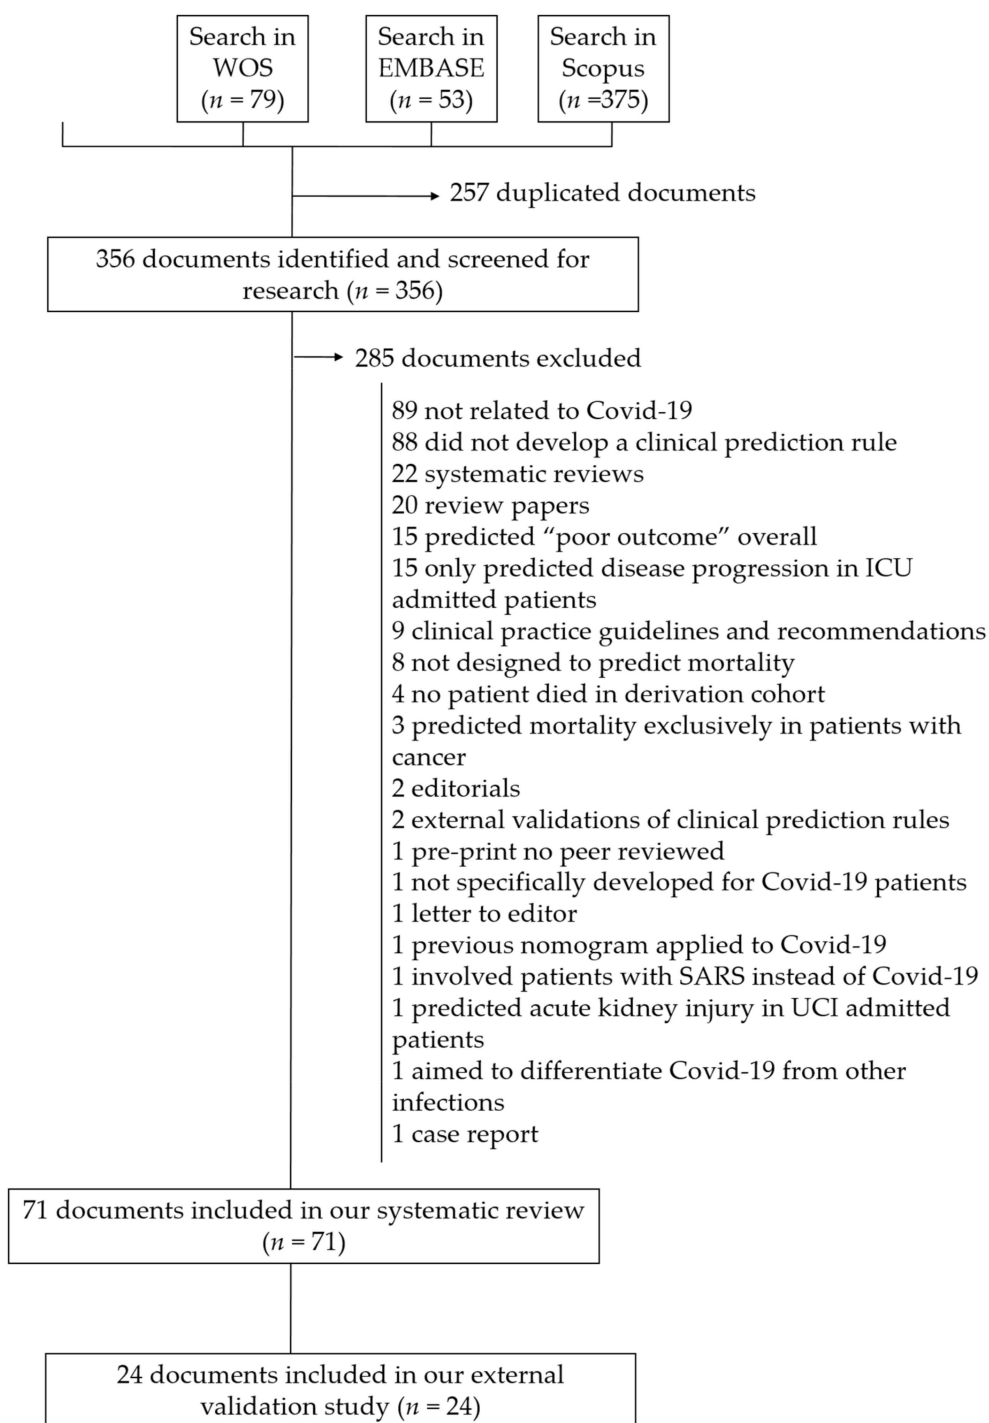 Search in
WOS
(n = 79)
Search in
EMBASE
(n = 53)
Search in
Scopus
(n =375)
257 duplicated documents
356 documents identified and screened for
research (n = 356)
285 documents excluded
89 not related to Covid-19
88 did not develop a clinical prediction rule
22 systematic reviews
20 review papers
15 predicted “poor outcome” overall
15 only predicted disease progression in ICU
admitted patients
9 clinical practice guidelines and recommendations
8 not designed to predict mortality
4 no patient died in derivation cohort
3 predicted mortality exclusively in patients with
cancer
2 editorials
2 external validations of clinical prediction rules
1 pre-print no peer reviewed
1 not specifically developed for Covid-19 patients
1 letter to editor
1 previous nomogram applied to Covid-19
1 involved patients with SARS instead of Covid-19
1 predicted acute kidney injury in UCI admitted
patients
1 aimed to differentiate Covid-19 from other
infections
1 case report
71 documents included in our systematic review
(n = 71)
24 documents included in our external
validation study (n = 24)